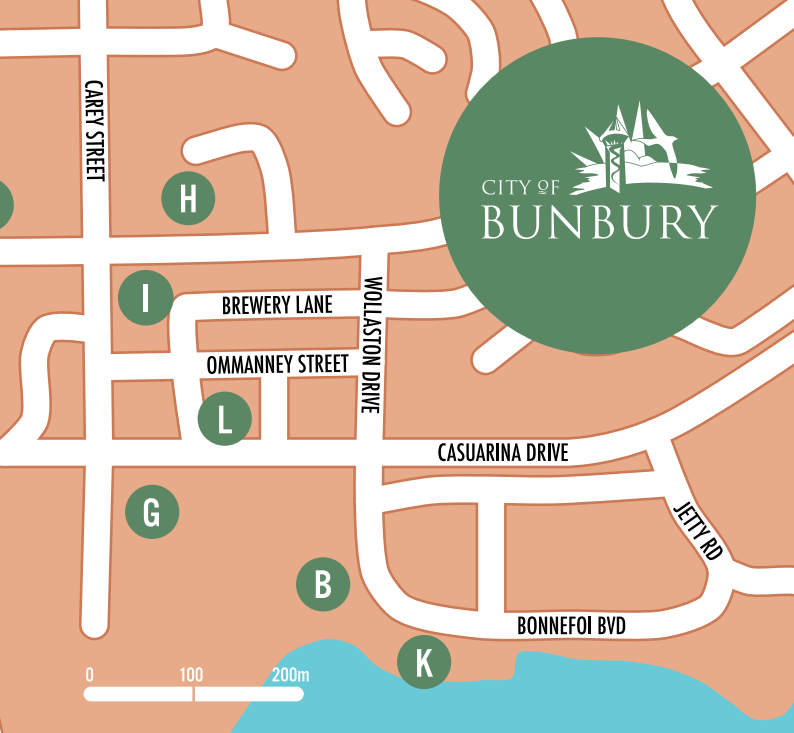 CAREY STREET
CITY OF
BUNBURY
H
I
BREWERY LANE
WOLLASTON DRIVE
OMMANNEY STREET
L
CASUARINA DRIVE
G
JETTY RD
B
BONNEFOI BVD
K
0 100 200m